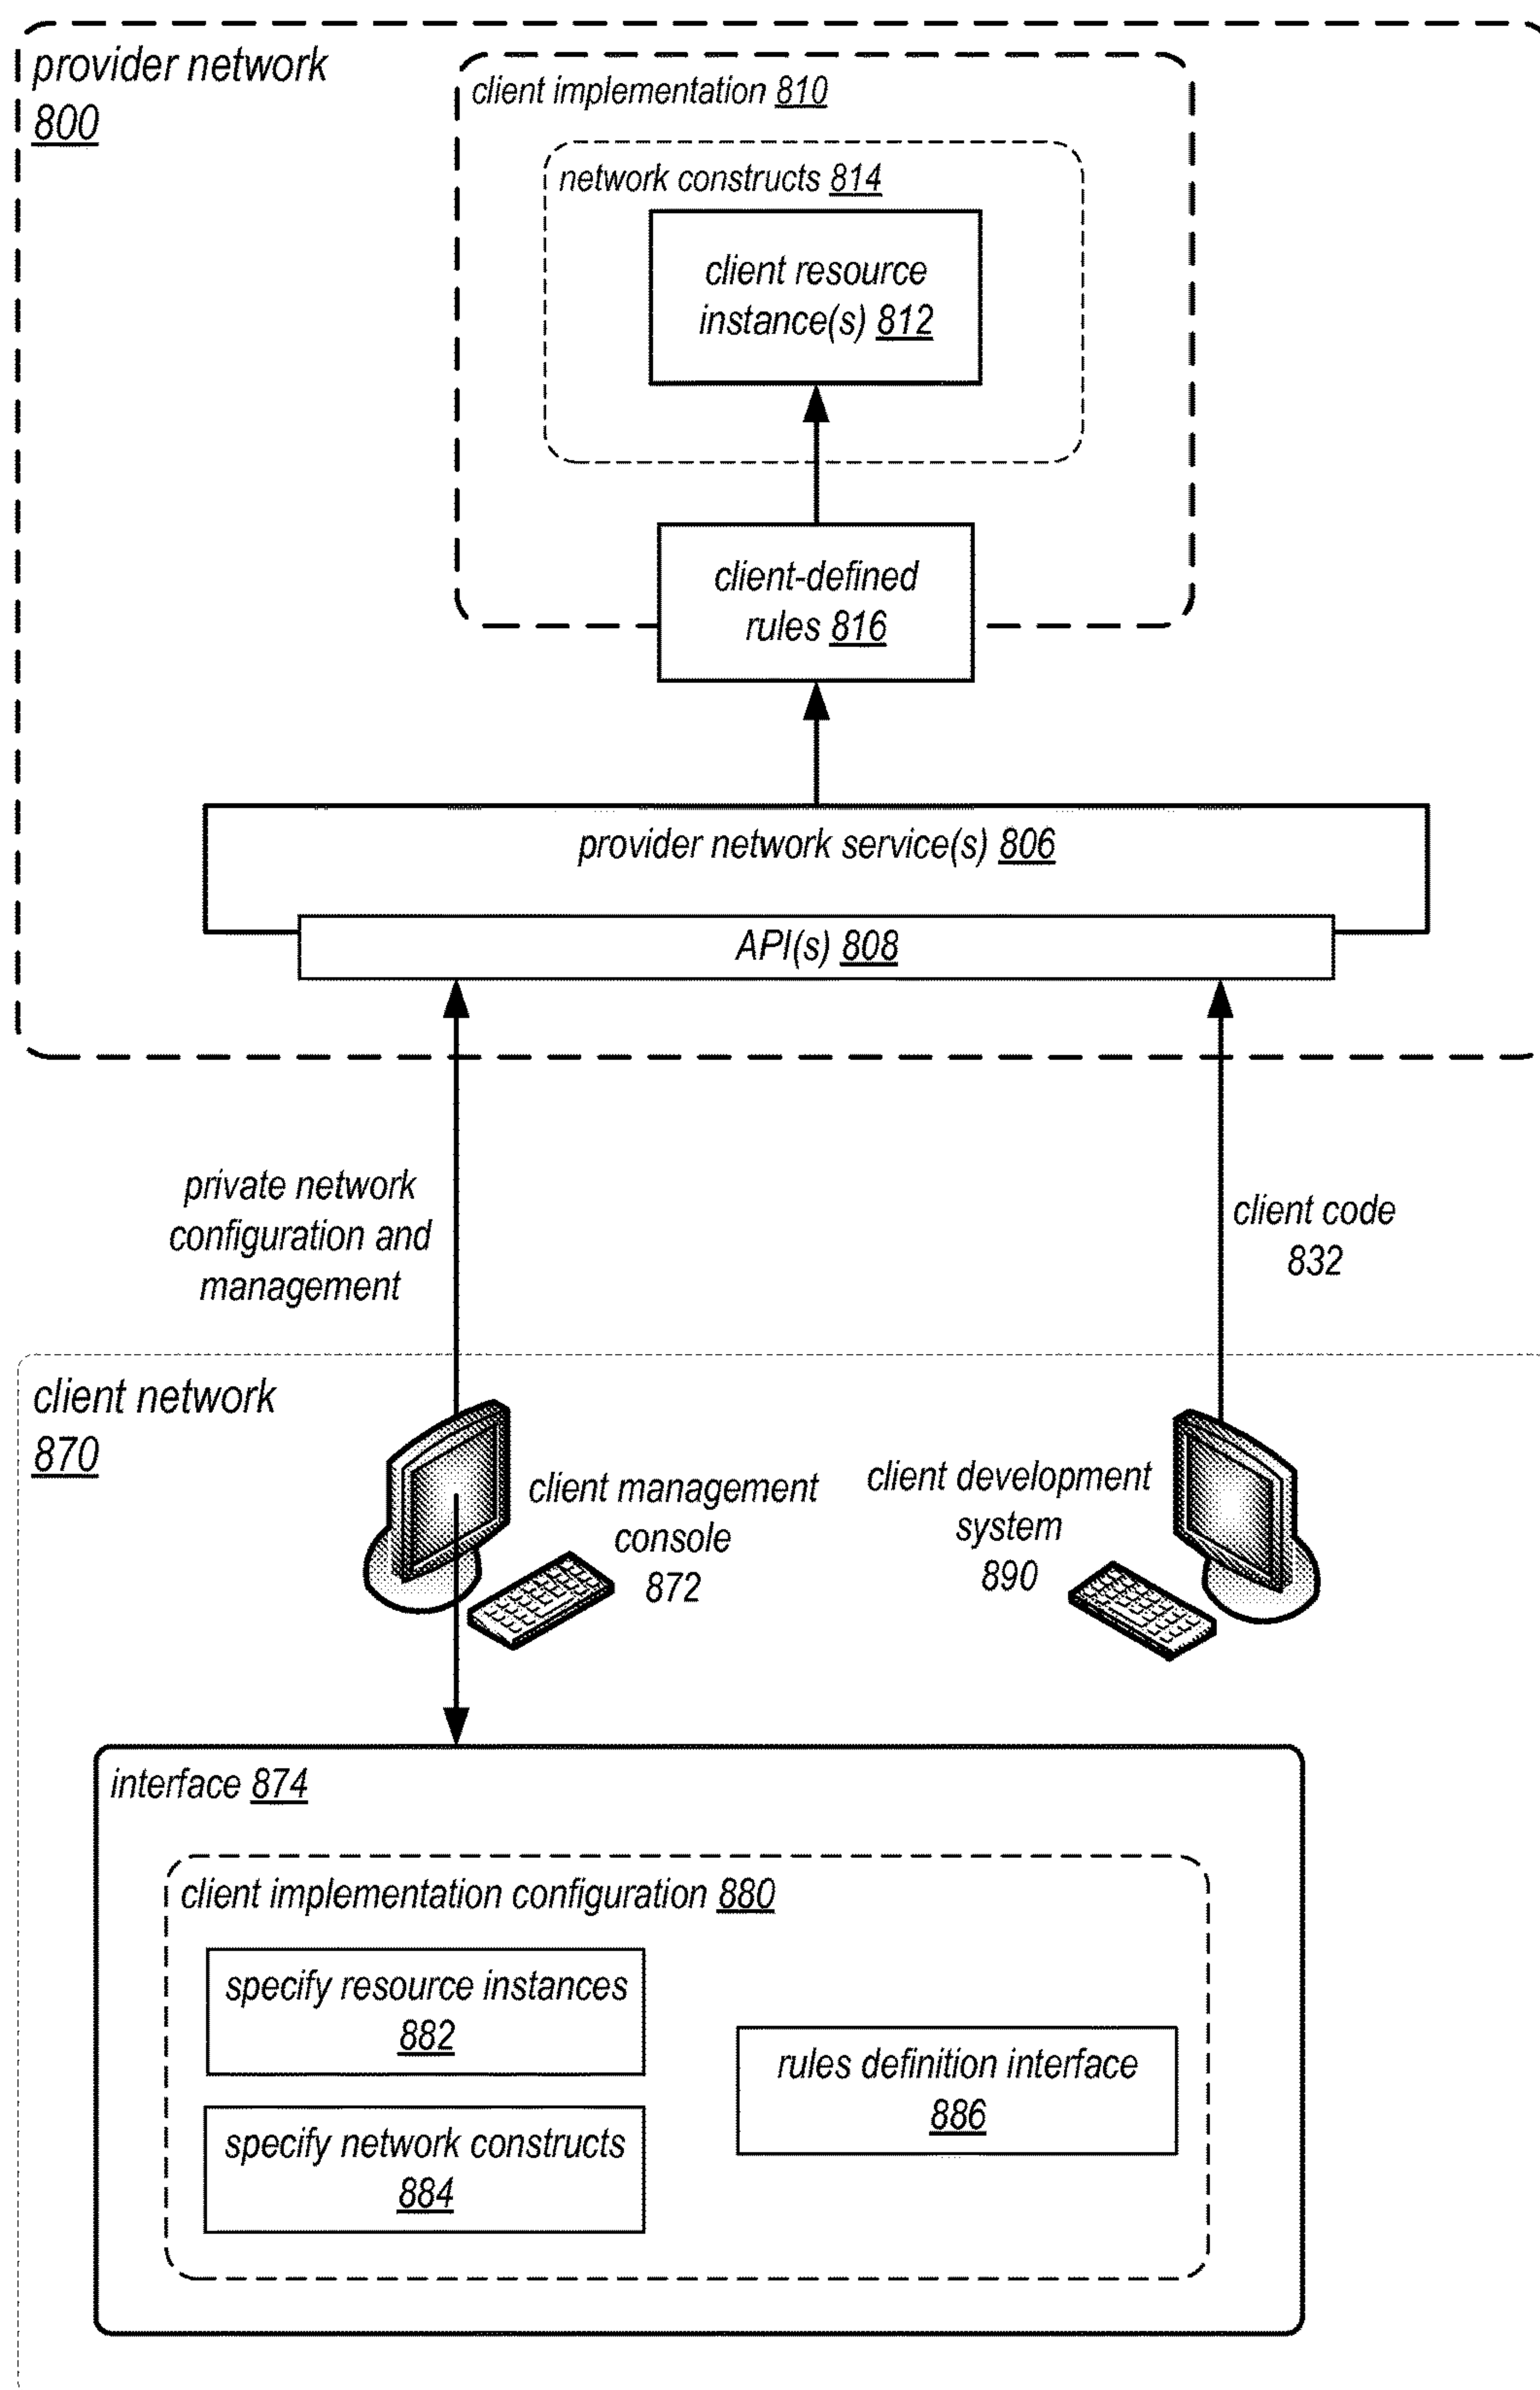 provider network
800
client implementation 810
network constructs 814
client resource
instance(s) 812
client-defined
rules 816
provider network service(s) 806
API(s) 808
private network
configuration and
management
client code
832
client network
870
client management
console
872
client development
system
890
interface 874
client implementation configuration 880
specify resource instances
882
rules definition interface
886
specify network constructs
884